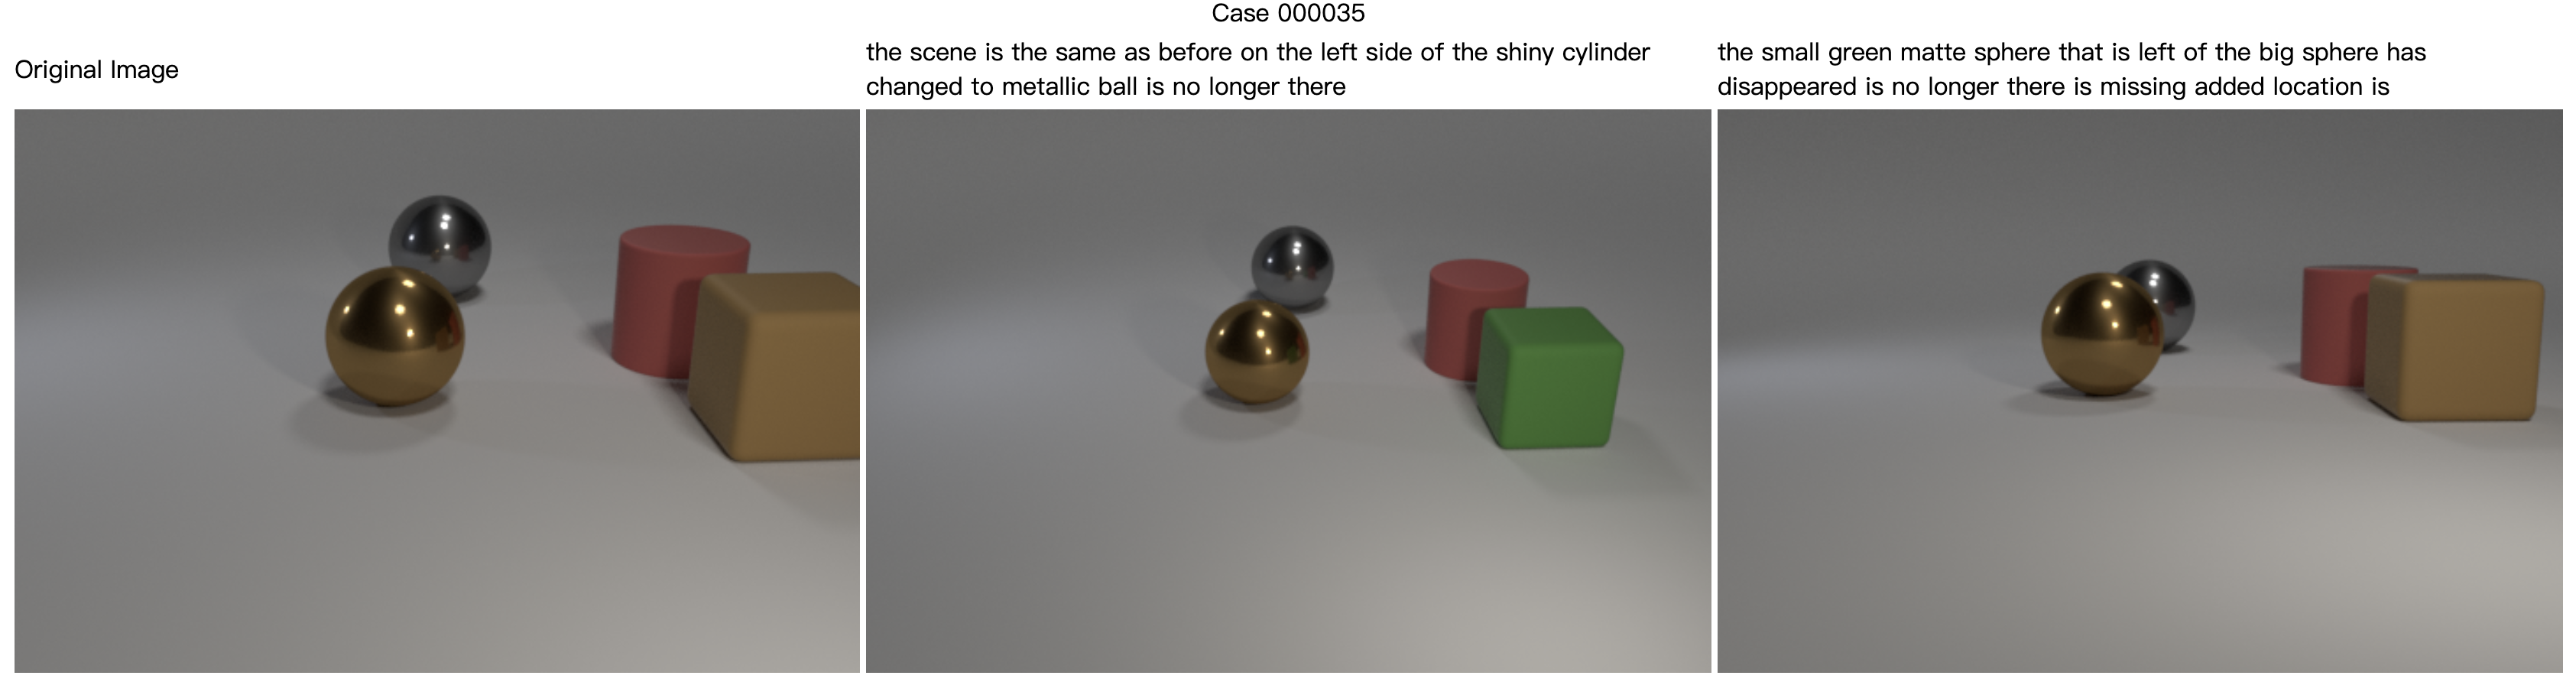 Case 000035
Original Image
the scene is the same as before on the left side of the shiny cylinder
changed to metallic ball is no longer there
the small green matte sphere that is left of the big sphere has
disappeared is no longer there is missing added location is